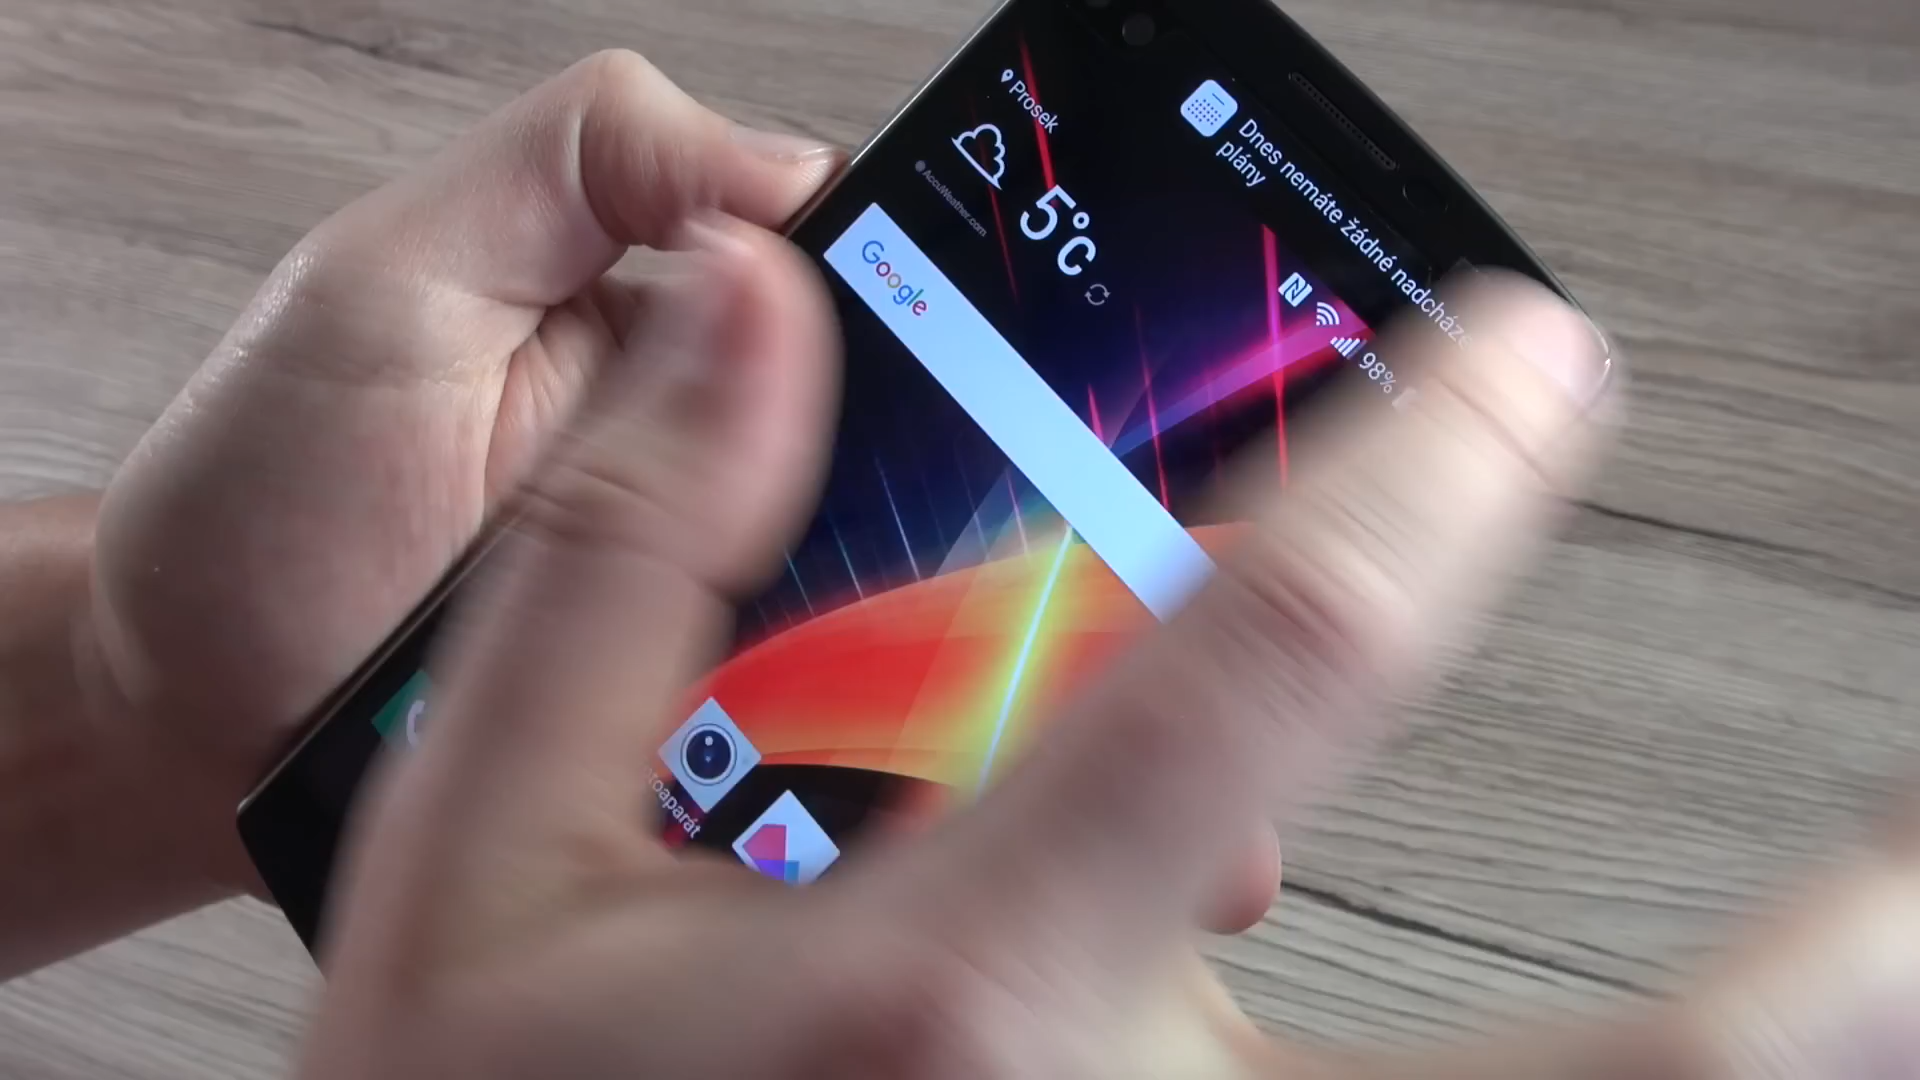 Dnes nemáte žádné nadcháze
plány
98%
Prosek
5°C
AccuWeather.com
Google
toaparát